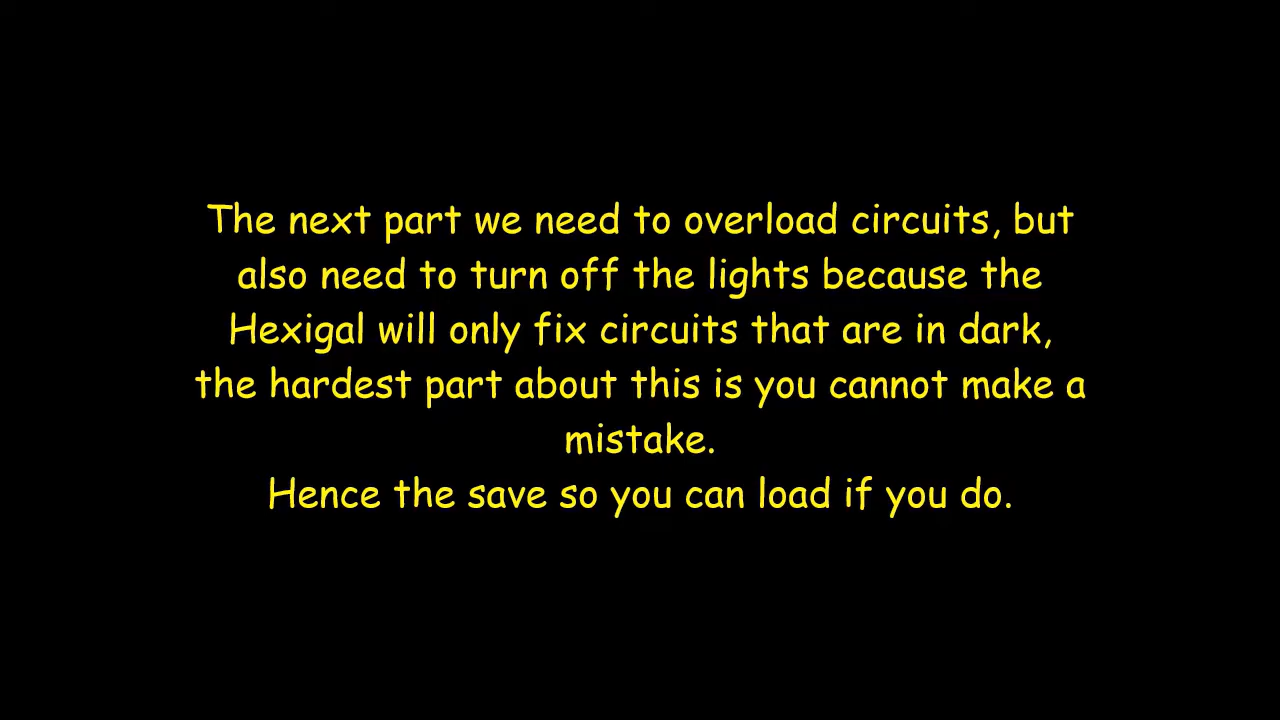 The next part we need to overload circuits, but
also need to turn off the lights because the
Hexigal will only fix circuits that are in dark,
the hardest part about this is you cannot make a
mistake.
Hence the save so you can load if you do.